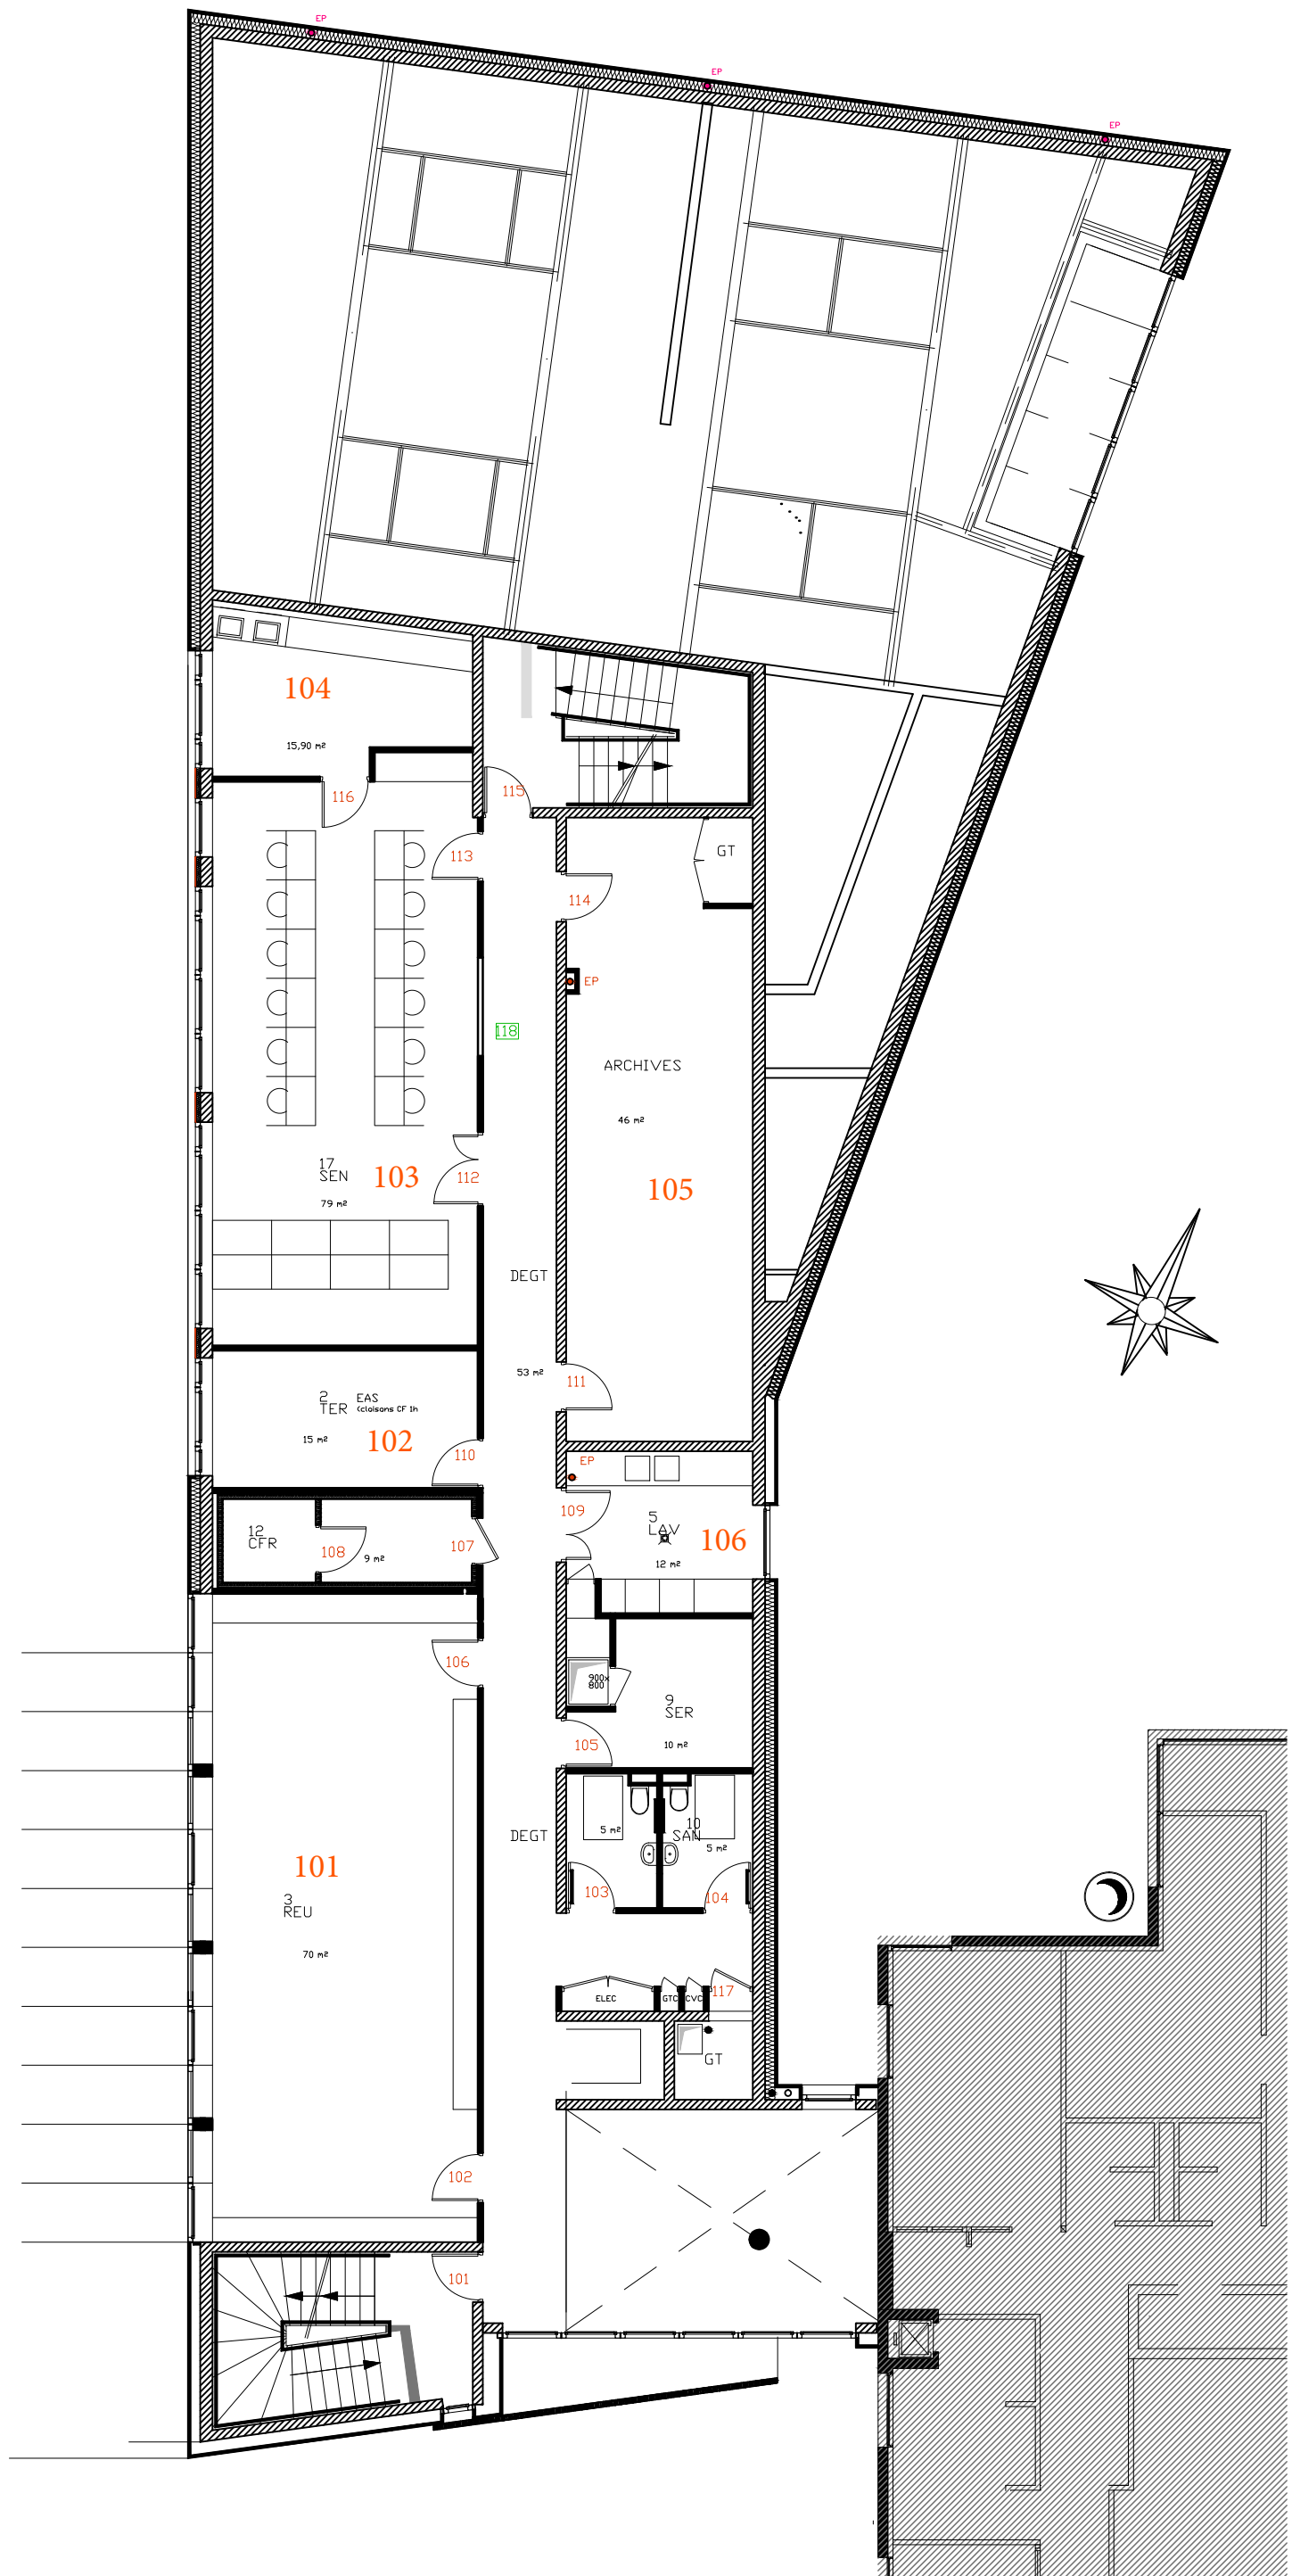 EP
EP
EP
104
15,90 m²
116
115
113
GT
114
EP
118
ARCHIVES
46 m²
17
SEN
103
79 m²
112
105
DEGT
53 m²
111
2
TER
EAS
(cloisons CF 1h
15 m²
102
110
EP
109
5
LAV
106
12 m²
12
CFR
108
9 m²
107
106
900x
800
9
SER
105
10 m²
5 m²
10
SAN
5 m²
DEGT
101
3
REU
70 m²
103
104
ELEC
GTC
CVC
117
GT
102
101